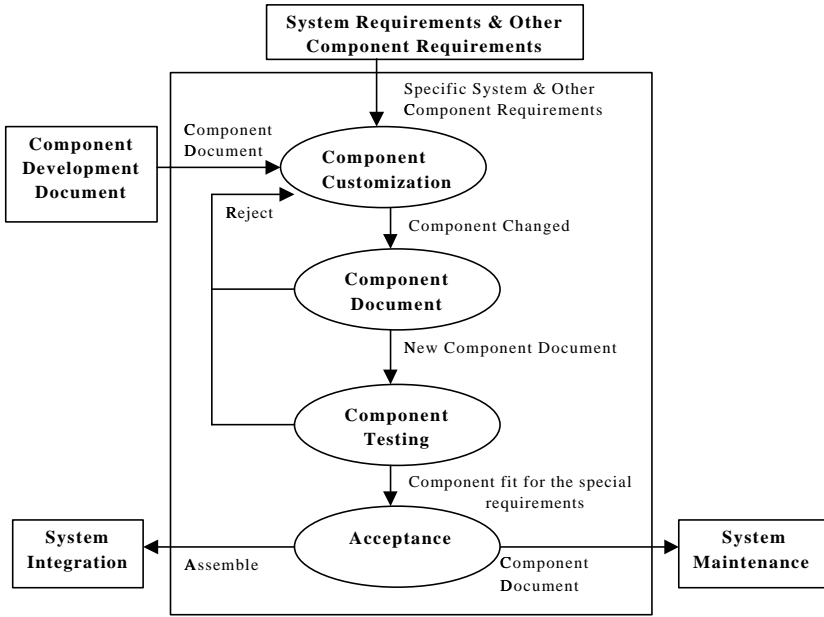 System Requirements & Other
Component Requirements
Specific System & Other
Component Requirements
Component
Development
Document
Component
Document
Component
Customization
Reject
Component Changed
Component
Document
New Component Document
Component
Testing
Component fit for the special
requirements
System
Integration
Assemble
Acceptance
Component
Document
System
Maintenance